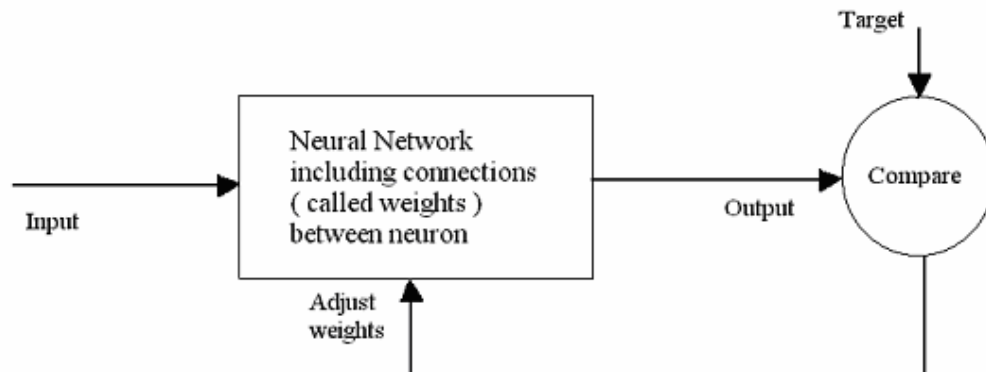 Target
Neural Network
including connections
( called weights )
between neuron
Compare
Input
Output
Adjust
weights